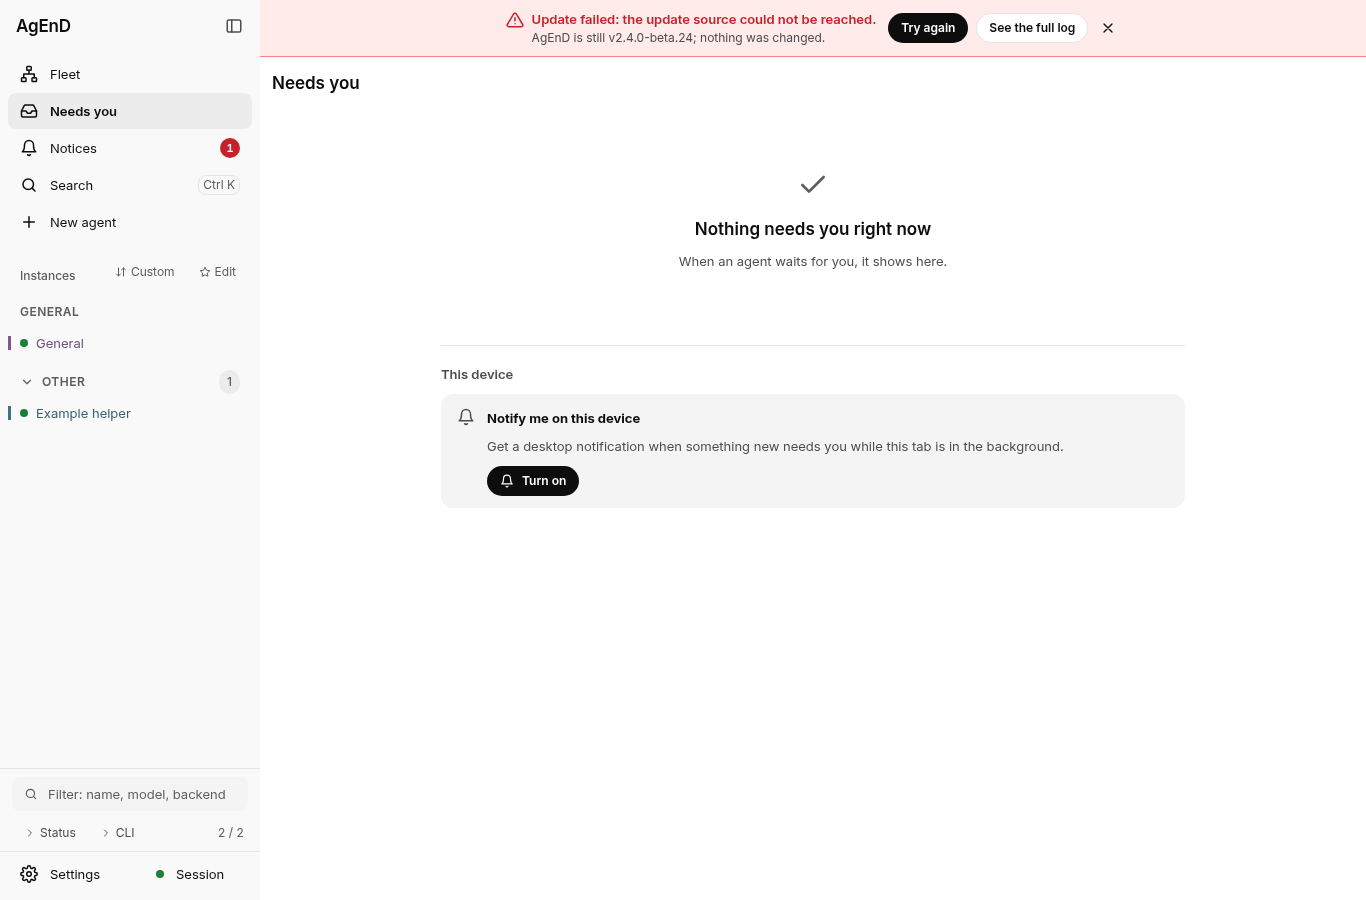 AgEnD
Fleet
Needs you
Notices
1
Search
Ctrl K
New agent
Instances
Custom
Edit
GENERAL
General
OTHER
1
Example helper
Filter: name, model, backend
Status
CLI
2 / 2
Settings
Session
Update failed: the update source could not be reached.
AgEnD is still v2.4.0-beta.24; nothing was changed.
Try again
See the full log
Needs you
Nothing needs you right now
When an agent waits for you, it shows here.
This device
Notify me on this device
Get a desktop notification when something new needs you while this tab is in the background.
Turn on